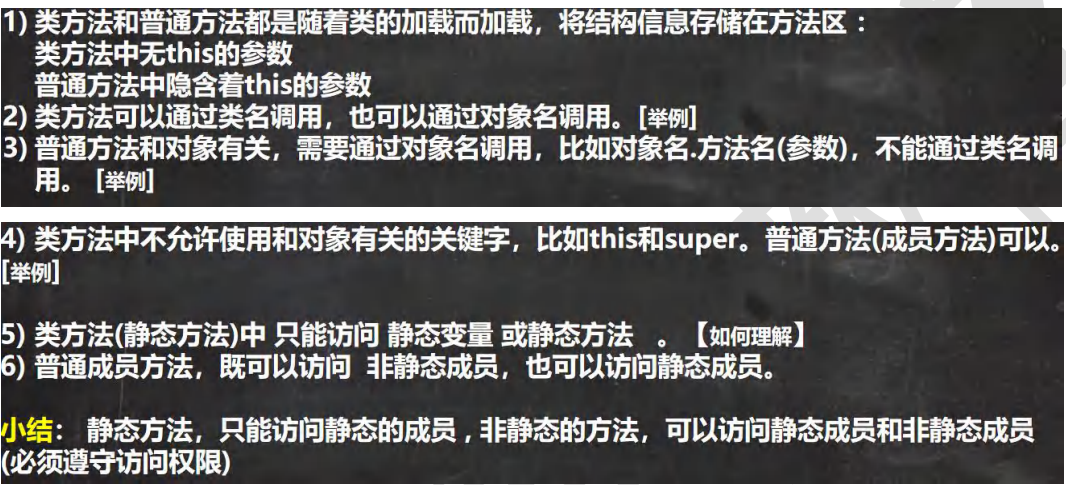 1) 类方法和普通方法都是随着类的加载而加载，将结构信息存储在方法区：
类方法中无this的参数
普通方法中隐含着this的参数
2) 类方法可以通过类名调用，也可以通过对象名调用。[举例]
3) 普通方法和对象有关，需要通过对象名调用，比如对象名.方法名(参数)，不能通过类名调
用。 [举例]
4) 类方法中不允许使用和对象有关的关键字，比如this和super。普通方法(成员方法)可以。
[举例]
5) 类方法(静态方法)中 只能访问 静态变量 或静态方法 。【如何理解】
6) 普通成员方法，既可以访问 非静态成员，也可以访问静态成员。
小结： 静态方法，只能访问静态的成员 , 非静态的方法，可以访问静态成员和非静态成员
(必须遵守访问权限)